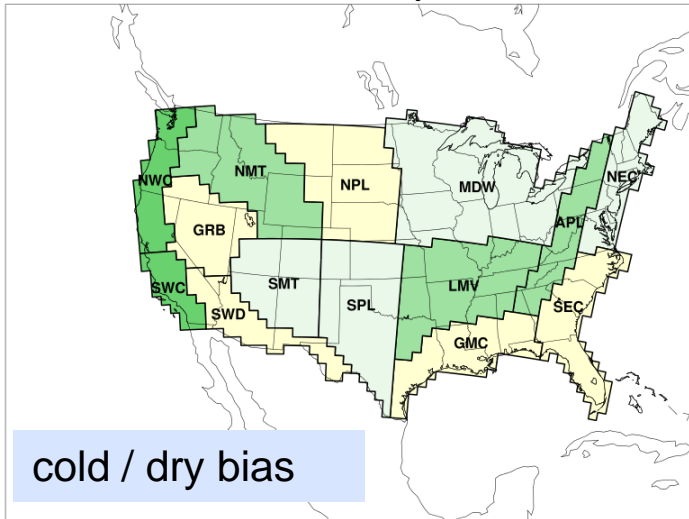 NWC
NMT
NPL
MDW
NEC
GRB
APL
SWC
SMT
LMV
SWD
SPL
SEC
GMC
cold / dry bias